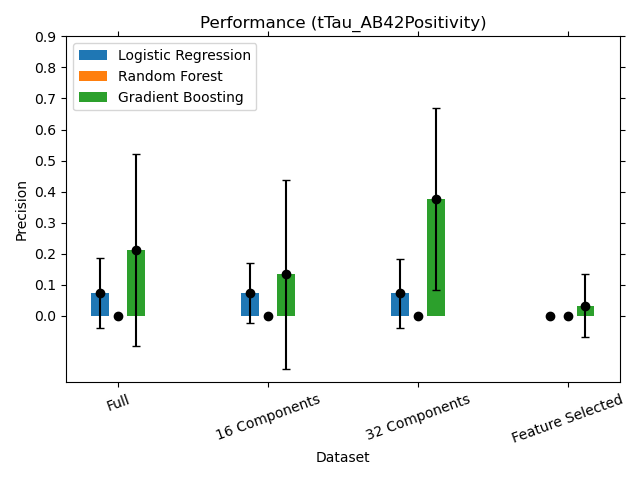 Performance (tTau_AB42Positivity)
Logistic Regression
Random Forest
Gradient Boosting
0.9
0.8
0.7
0.6
0.5
0.4
0.3
0.2
0.1
0.0
Precision
Full
16 Components
32 Components
Feature Selected
Dataset